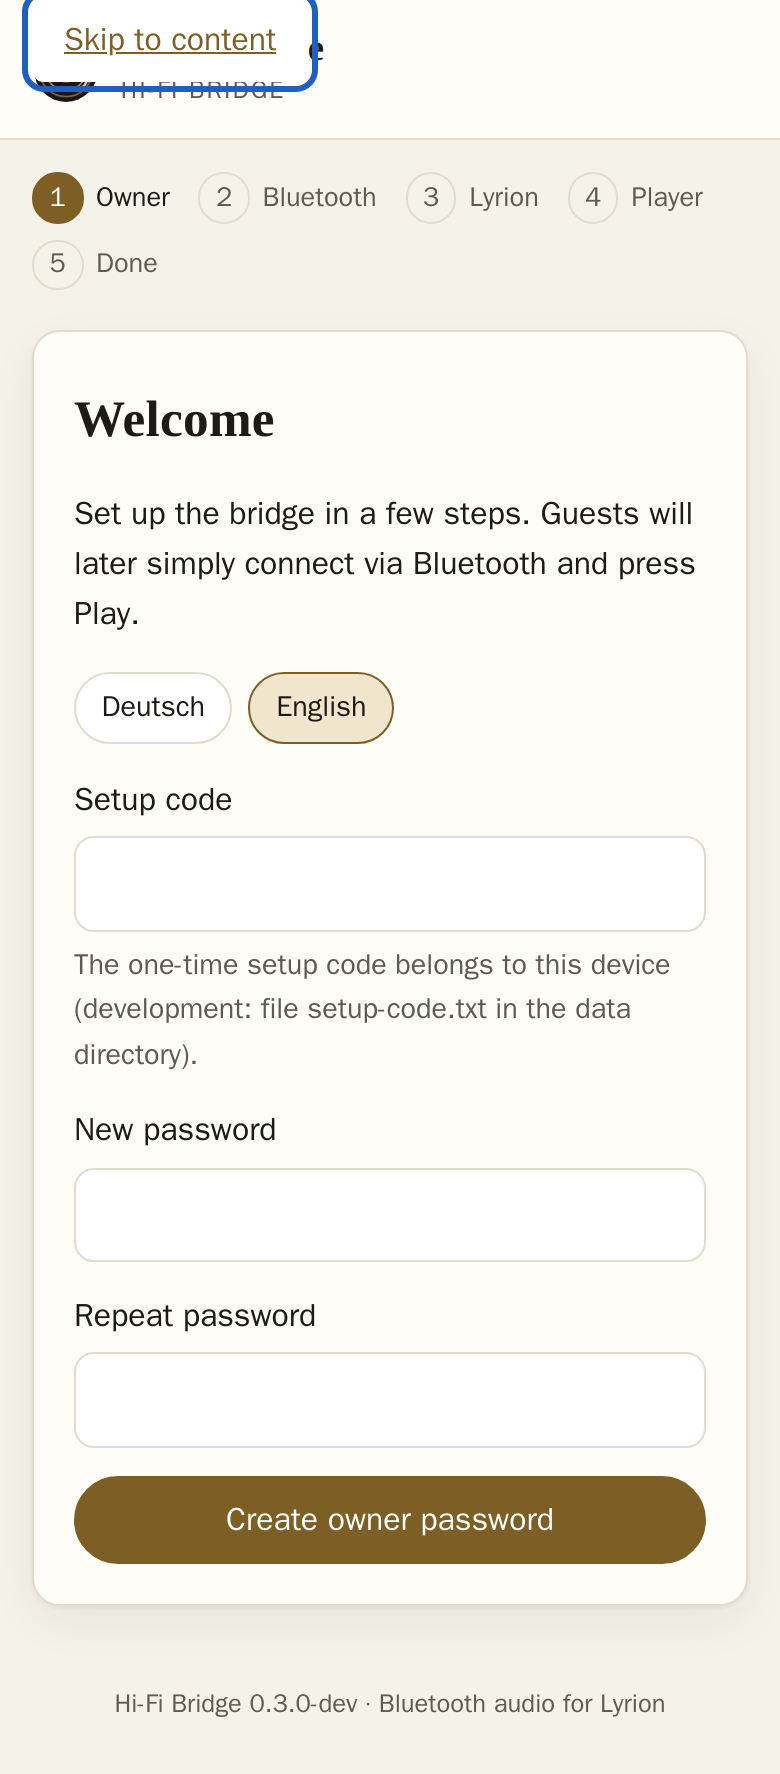 Skip to content
HI-FI BRIDGE
1 Owner 2 Bluetooth 3 Lyrion 4 Player
5 Done
Welcome
Set up the bridge in a few steps. Guests will
later simply connect via Bluetooth and press
Play.
Deutsch English
Setup code
The one-time setup code belongs to this device
(development: file setup-code.txt in the data
directory).
New password
Repeat password
Create owner password
Hi-Fi Bridge 0.3.0-dev · Bluetooth audio for Lyrion